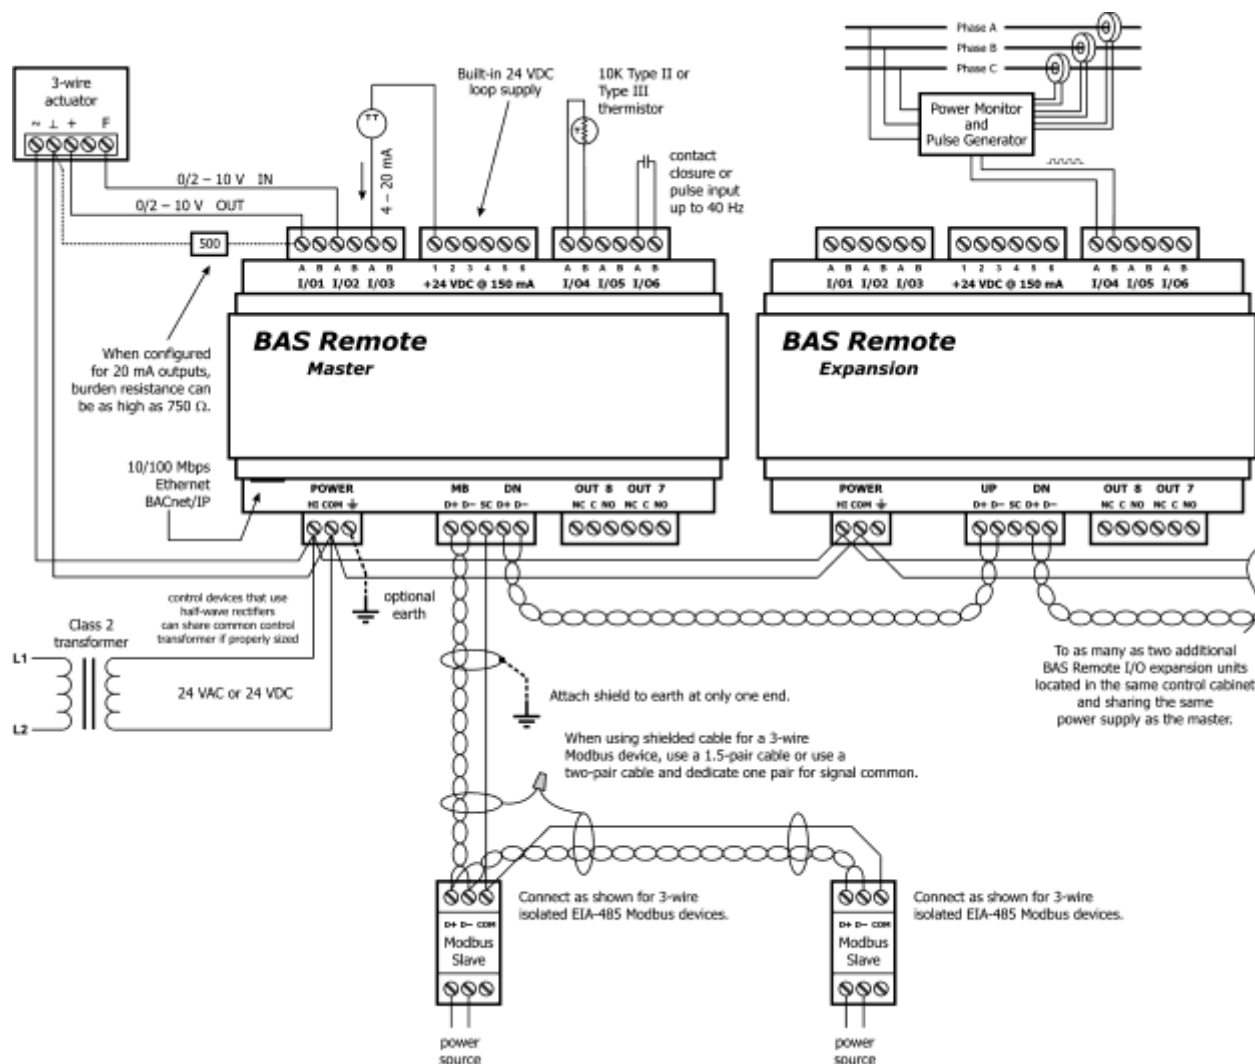 Phase A
Phase B
Phase C
Power Monitor
and
Pulse Generator
3-wire
actuator
~ ⊥ + F
Built-in 24 VDC
loop supply
10K Type II or
Type III
thermistor
TT
T
4 – 20 mA
contact
closure or
pulse input
up to 40 Hz
0/2 – 10 V IN
0/2 – 10 V OUT
500
A B A B A B
I/O1 I/O2 I/O3
1 2 3 4 5 6
+24 VDC @ 150 mA
A B A B A B
I/O4 I/O5 I/O6
A B A B A B
I/O1 I/O2 I/O3
1 2 3 4 5 6
+24 VDC @ 150 mA
A B A B A B
I/O4 I/O5 I/O6
BAS Remote
Master
BAS Remote
Expansion
When configured
for 20 mA outputs,
burden resistance can
be as high as 750 Ω.
10/100 Mbps
Ethernet
BACnet/IP
POWER
HI COM
MB DN
D+ D− SC D+ D−
OUT 8 OUT 7
NC C NO NC C NO
POWER
HI COM
UP DN
D+ D− SC D+ D−
OUT 8 OUT 7
NC C NO NC C NO
control devices that use
half-wave rectifiers
can share common control
transformer if properly sized
optional
earth
Class 2
transformer
L1
24 VAC or 24 VDC
L2
To as many as two additional
BAS Remote I/O expansion units
located in the same control cabinet
and sharing the same
power supply as the master.
Attach shield to earth at only one end.
When using shielded cable for a 3-wire
Modbus device, use a 1.5-pair cable or use a
two-pair cable and dedicate one pair for signal common.
D+ D− COM
Modbus
Slave
Connect as shown for 3-wire
isolated EIA-485 Modbus devices.
power
source
D+ D− COM
Modbus
Slave
Connect as shown for 3-wire
isolated EIA-485 Modbus devices.
power
source